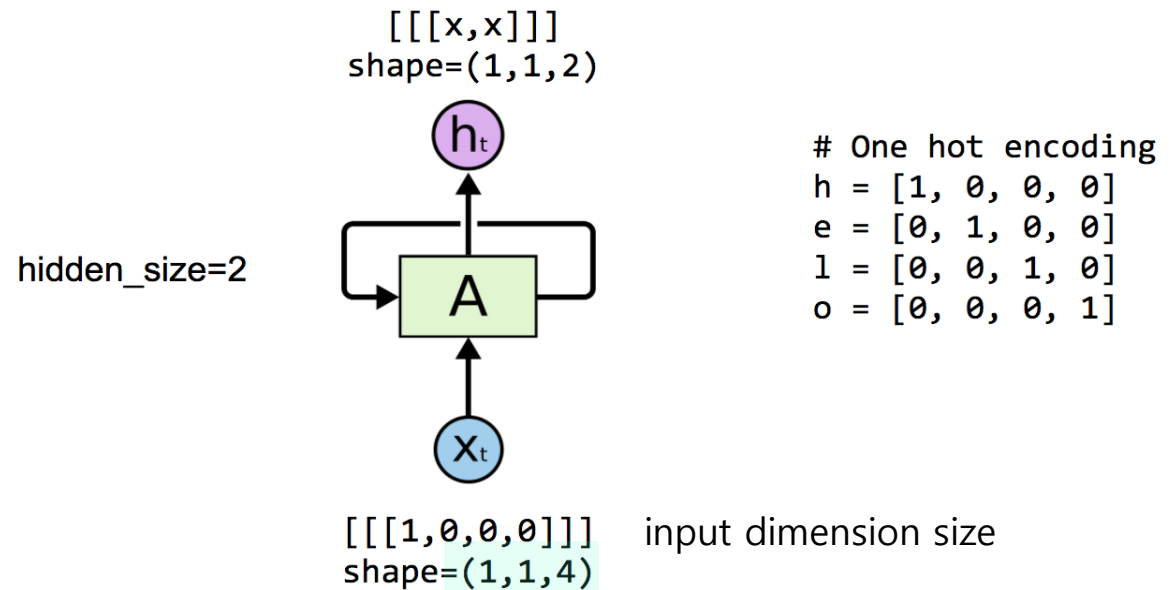 [[[x,x]]]
shape=(1,1,2)
ht
hidden_size=2
A
xt
[[[1,0,0,0]]]
shape=(1,1,4)
input dimension size
# One hot encoding
h = [1, 0, 0, 0]
e = [0, 1, 0, 0]
l = [0, 0, 1, 0]
o = [0, 0, 0, 1]